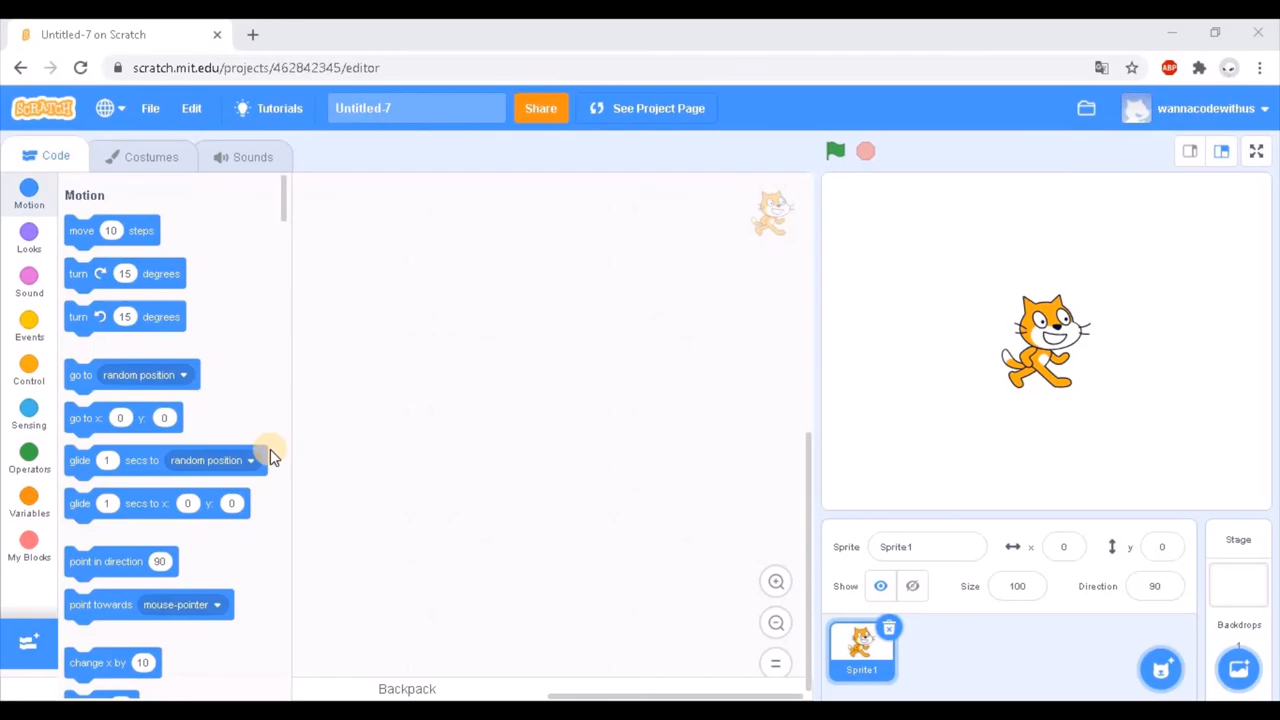 Untitled-7 on Scratch
scratch.mit.edu/projects/462842345/editor
ABP
SCRATCH File Edit Tutorials Untitled-7 Share See Project Page wannacodewithus
Code Costumes Sounds
Motion
Looks
Sound
Events
Control
Sensing
Operators
Variables
My Blocks
Motion
move 10 steps
turn 15 degrees
turn 15 degrees
go to random position
go to x: 0 y: 0
glide 1 secs to random position
glide 1 secs to x: 0 y: 0
point in direction 90
point towards mouse-pointer
change x by 10
Backpack
Sprite Sprite1 x 0 y 0
Show Size 100 Direction 90
Sprite1
Stage
Backdrops
1